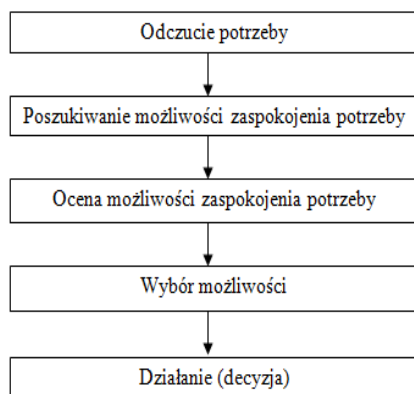 Odczucie potrzeby
Poszukiwanie możliwości zaspokojenia potrzeby
Ocena możliwości zaspokojenia potrzeby
Wybór możliwości
Działanie (decyzja)